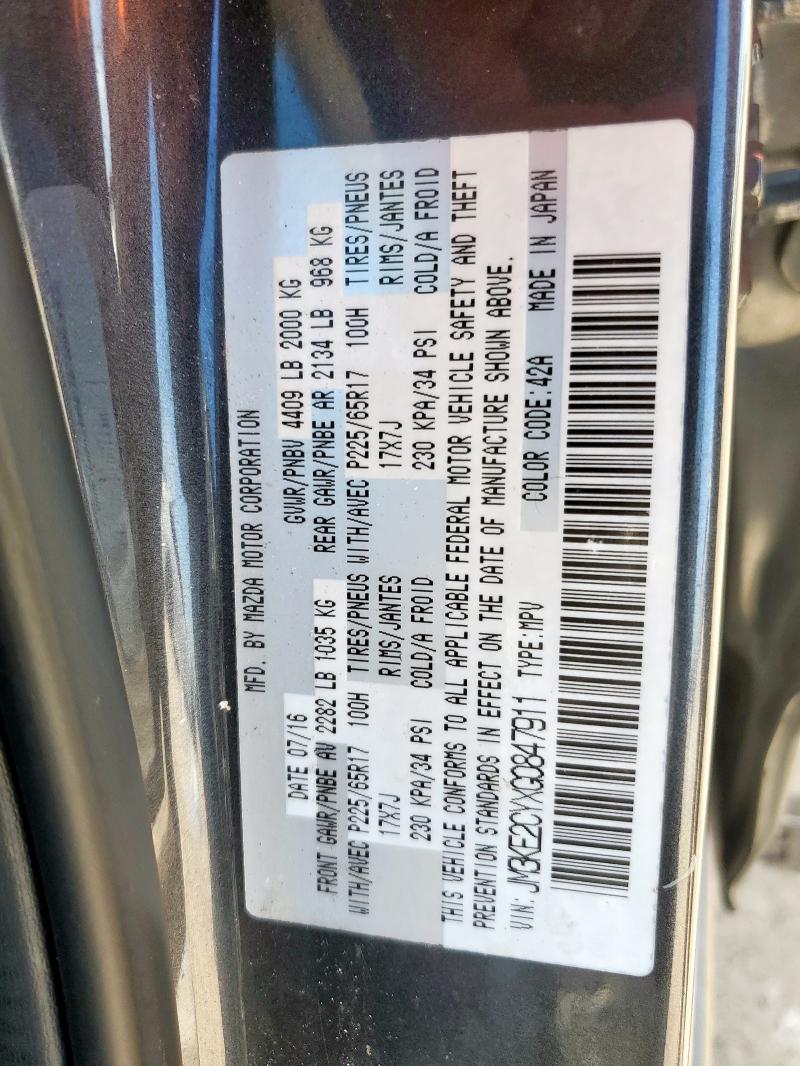 MFD. BY MAZDA MOTOR CORPORATION
DATE 07/16 GVWR/PNBV 4409 LB 2000 KG
FRONT GAWR/PNBE AV 2282 LB 1035 KG REAR GAWR/PNBE AR 2134 LB 968 KG
WITH/AVEC P225/65R17 100H TIRES/PNEUS WITH/AVEC P225/65R17 100H TIRES/PNEUS
17X7J RIMS/JANTES 17X7J RIMS/JANTES
230 KPA/34 PSI COLD/A FROID 230 KPA/34 PSI COLD/A FROID
THIS VEHICLE CONFORMS TO ALL APPLICABLE FEDERAL MOTOR VEHICLE SAFETY AND THEFT
PREVENTION STANDARDS IN EFFECT ON THE DATE OF MANUFACTURE SHOWN ABOVE.
VIN: JM3KE2CYXG0847911 TYPE:MPV COLOR CODE:42A MADE IN JAPAN